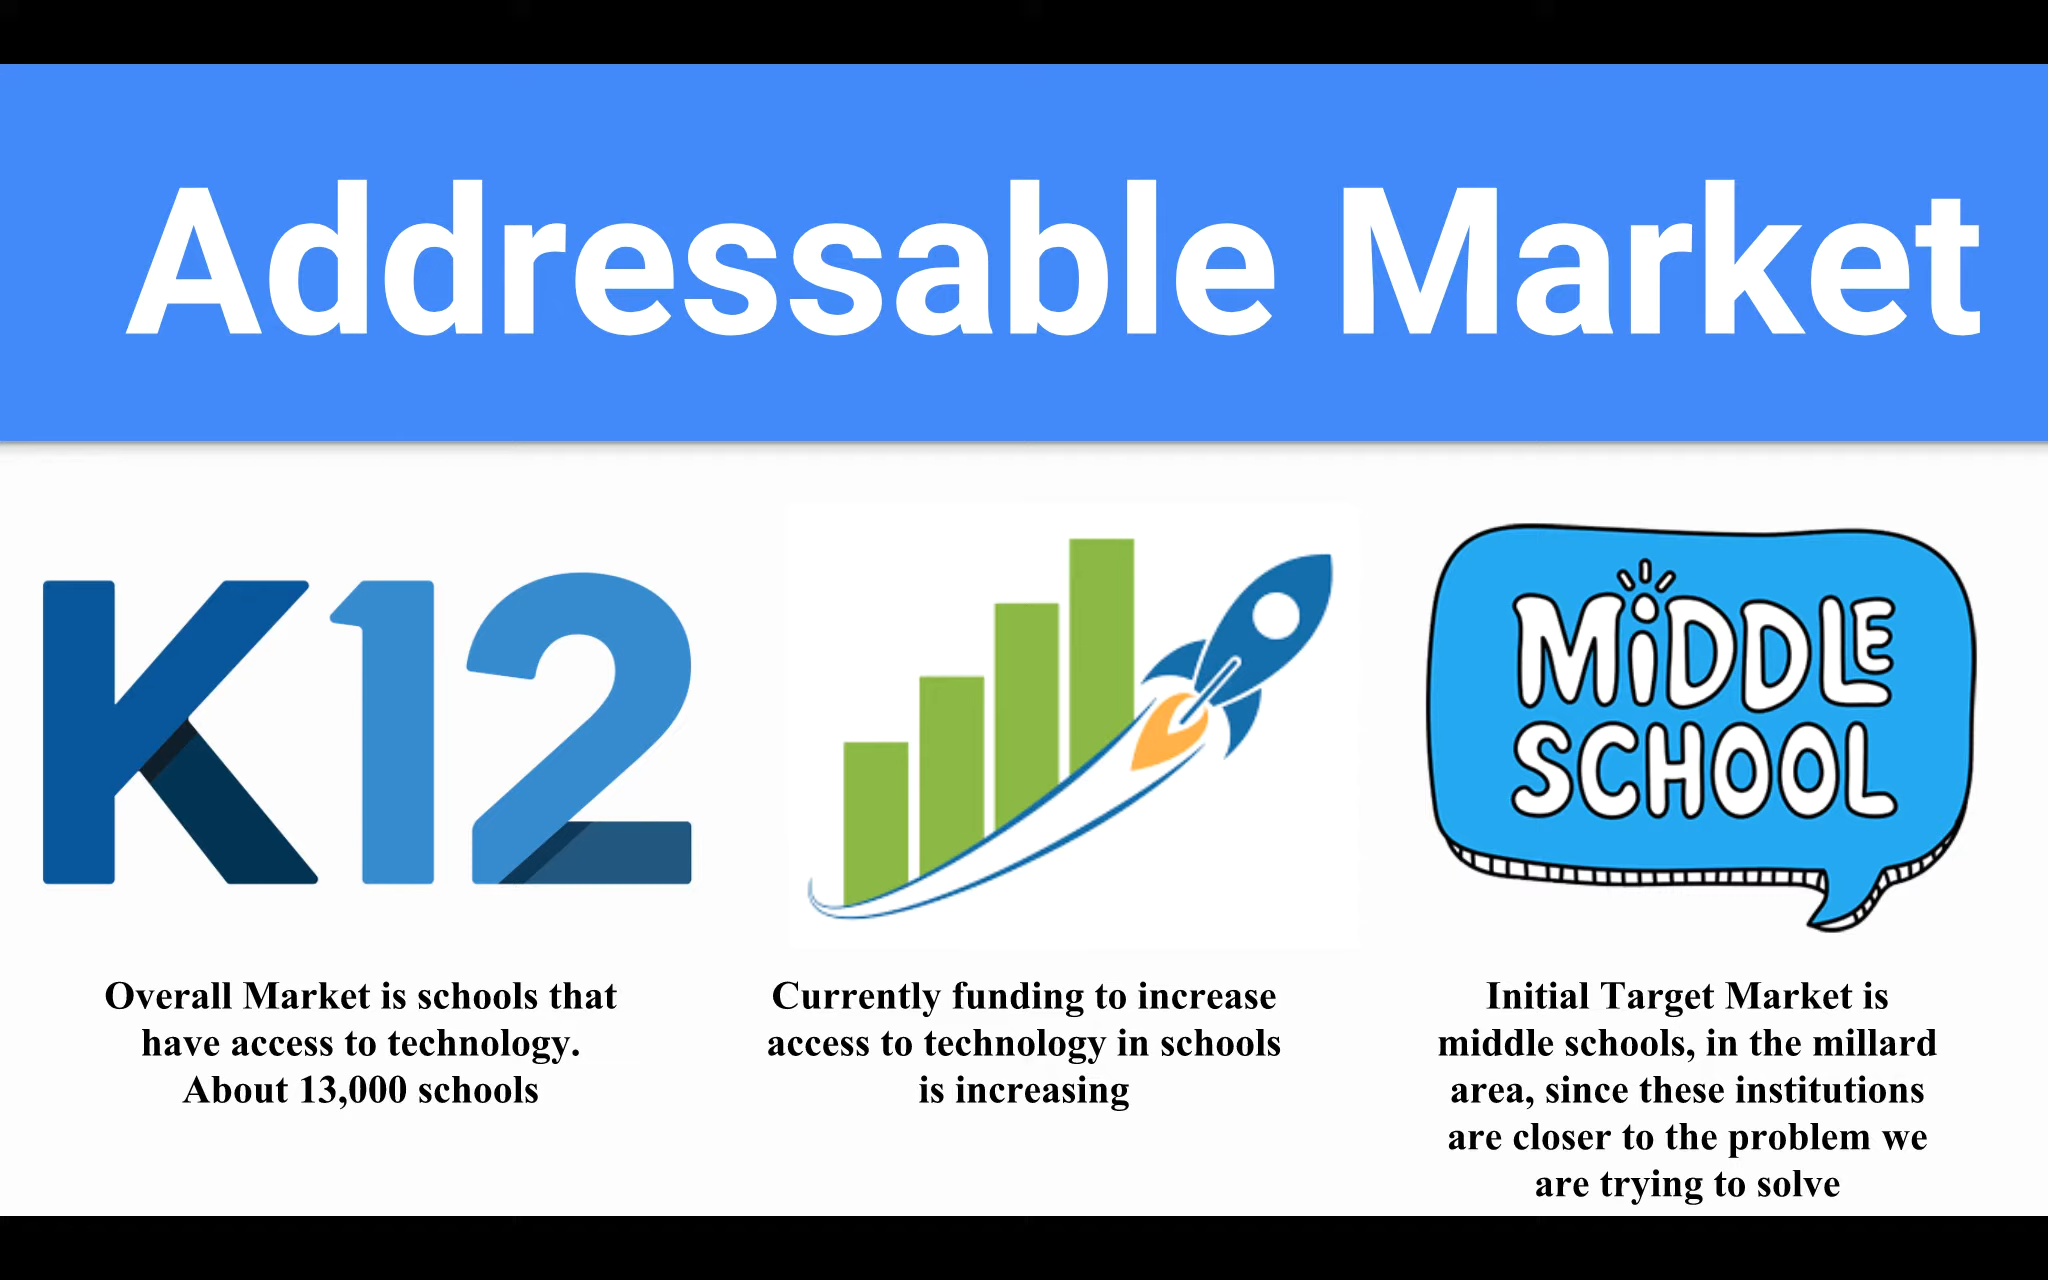 Addressable Market
K12
MiDDLE
SCHOOL
Overall Market is schools that
have access to technology.
About 13,000 schools
Currently funding to increase
access to technology in schools
is increasing
Initial Target Market is
middle schools, in the millard
area, since these institutions
are closer to the problem we
are trying to solve